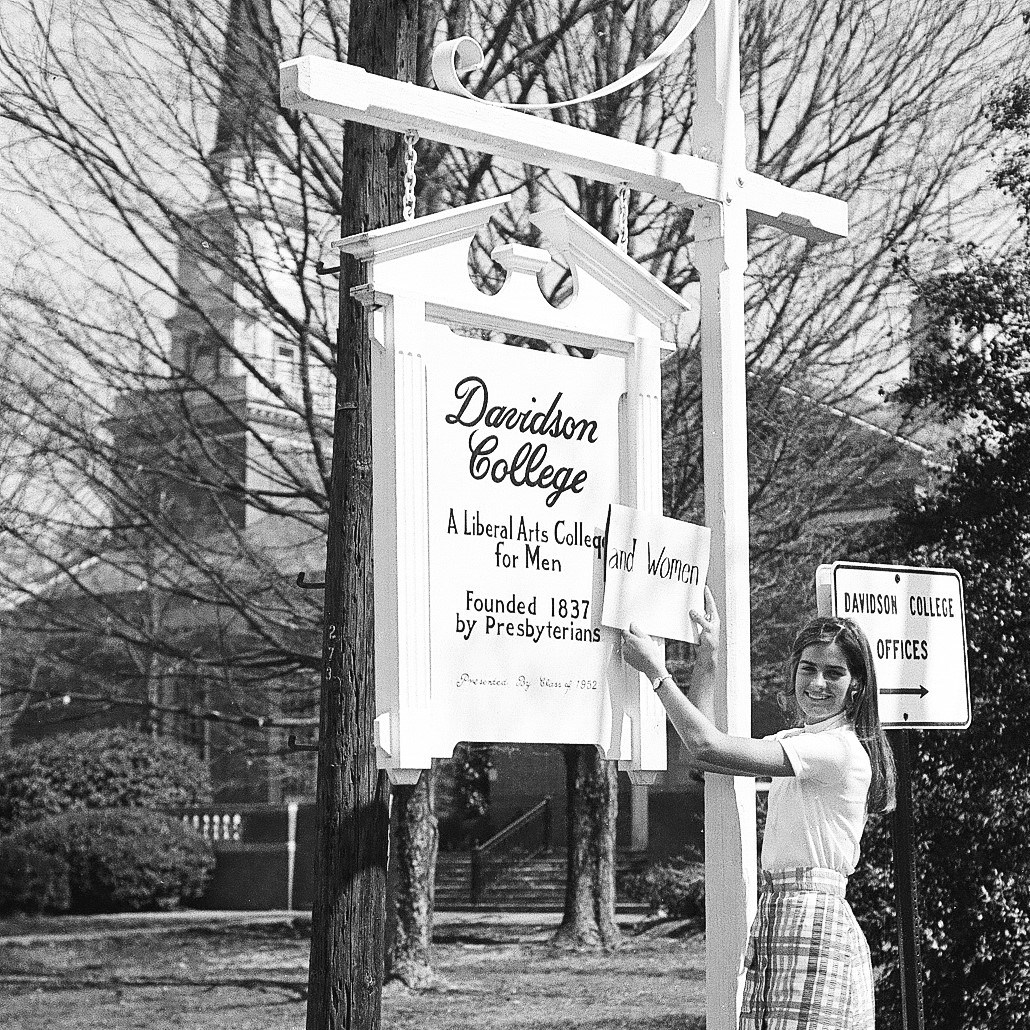 Davidson
College
A Liberal Arts College
for Men
and Women
Founded 1837
by Presbyterians
Presented By Class of 1952
DAVIDSON COLLEGE
OFFICES
273